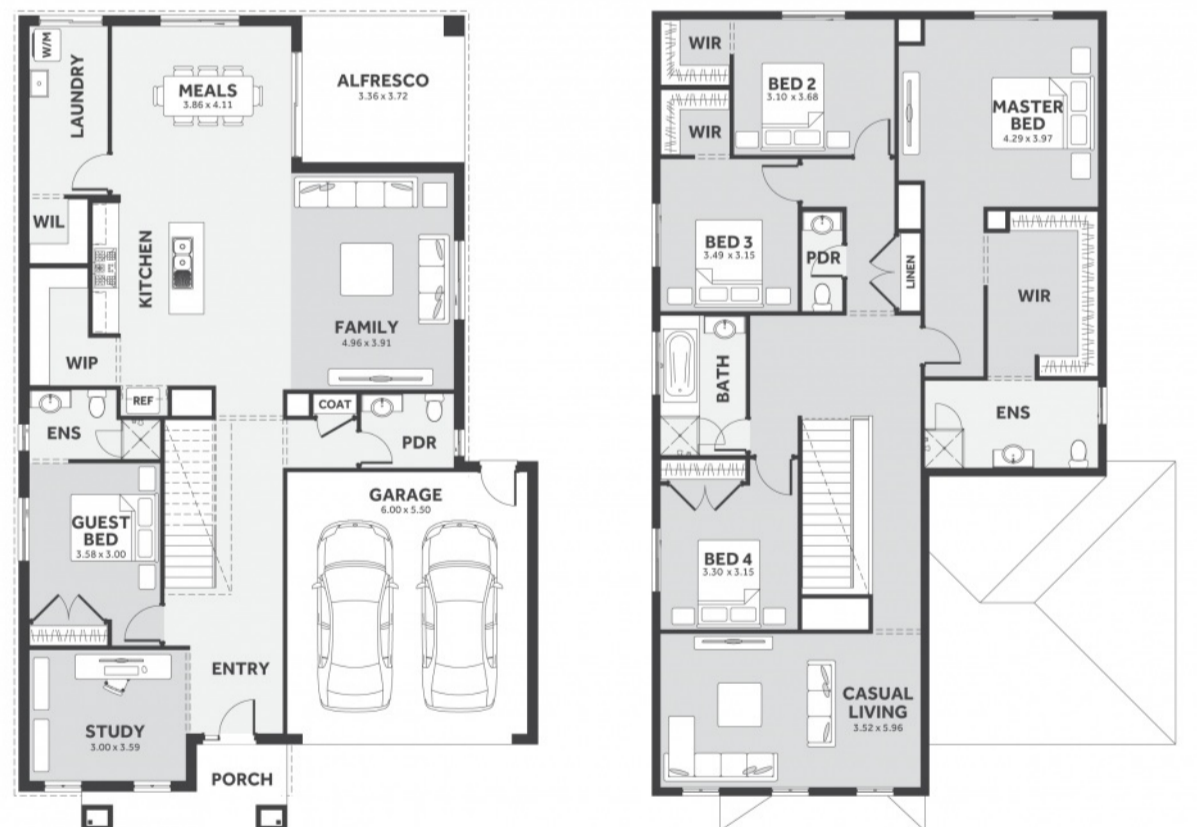 W/M
LAUNDRY
MEALS
3.86 x 4.11
ALFRESCO
3.36 x 3.72
WIL
KITCHEN
FAMILY
4.96 x 3.91
WIP
REF
COAT
ENS
PDR
GUEST
BED
3.58 x 3.00
GARAGE
6.00 x 5.50
ENTRY
STUDY
3.00 x 3.59
PORCH
WIR
BED 2
3.10 x 3.68
WIR
MASTER
BED
4.29 x 3.97
BED 3
3.49 x 3.15
PDR
LINEN
WIR
BATH
ENS
BED 4
3.30 x 3.15
CASUAL
LIVING
3.52 x 5.96